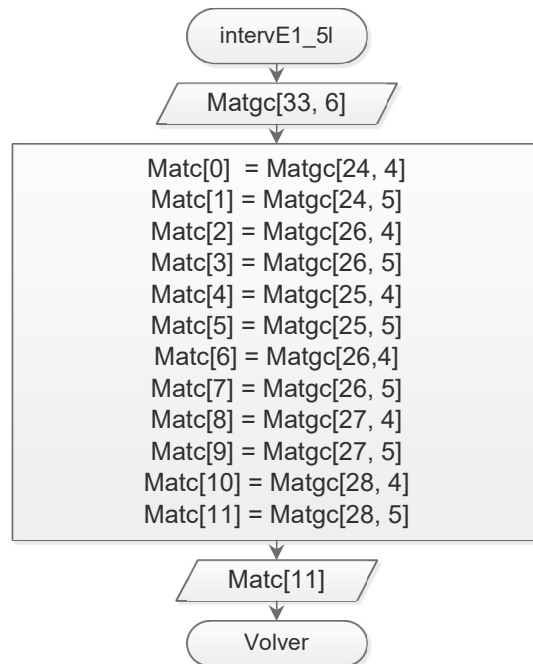 intervE1_5l
Matgc[33, 6]
Matc[0]  = Matgc[24, 4]
Matc[1] = Matgc[24, 5]
Matc[2] = Matgc[26, 4]
Matc[3] = Matgc[26, 5]
Matc[4] = Matgc[25, 4]
Matc[5] = Matgc[25, 5]
Matc[6] = Matgc[26,4]
Matc[7] = Matgc[26, 5]
Matc[8] = Matgc[27, 4]
Matc[9] = Matgc[27, 5]
Matc[10] = Matgc[28, 4]
Matc[11] = Matgc[28, 5]
Matc[11]
Volver